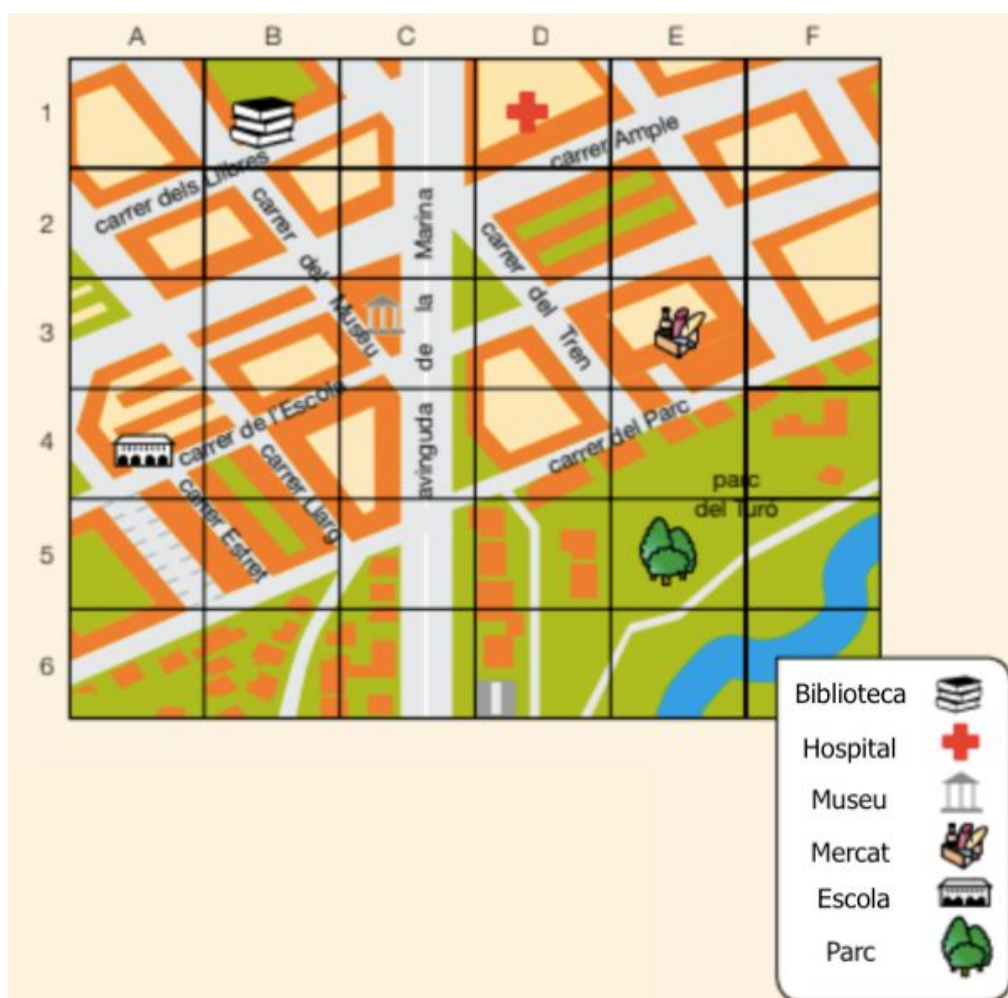 A B C D E F
1
carrer Ample
carrer dels Llibres
2
carrer del Museu
avinguda de la Marina
carrer del Tren
3
carrer de l'Escola
4
carrer del Parc
carrer Llarg
carrer Estret
parc
del Turó
5
6
Biblioteca
Hospital
Museu
Mercat
Escola
Parc